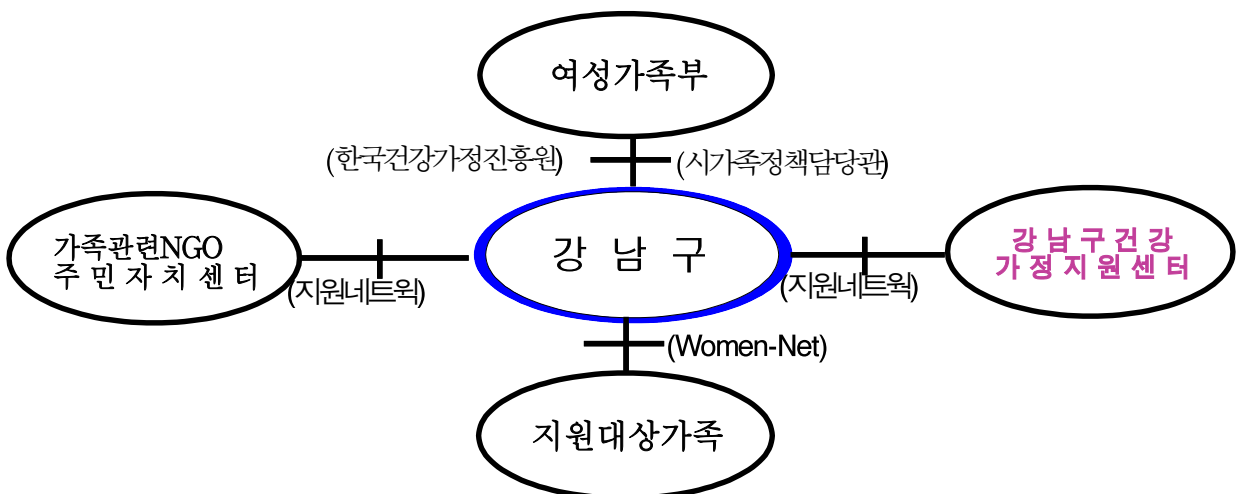 여성가족부
(한국건강가정진흥원)
(시가족정책담당관)
가족관련NGO
주 민 자 치 센 터
강 남 구
강 남 구 건 강
가 정 지 원 센 터
(지원네트웍)
(지원네트웍)
(Women-Net)
지원대상가족